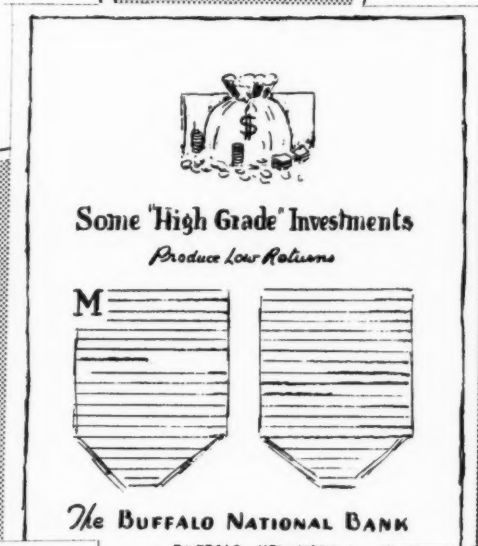 $
Some "High Grade" Investments
Produce Low Returns
M
The BUFFALO NATIONAL BANK